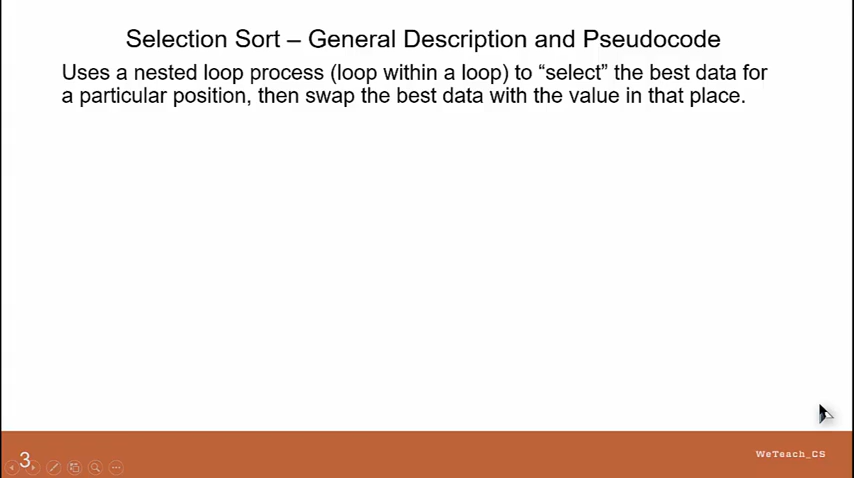 Selection Sort – General Description and Pseudocode
Uses a nested loop process (loop within a loop) to “select” the best data for
a particular position, then swap the best data with the value in that place.
3
WeTeach_CS